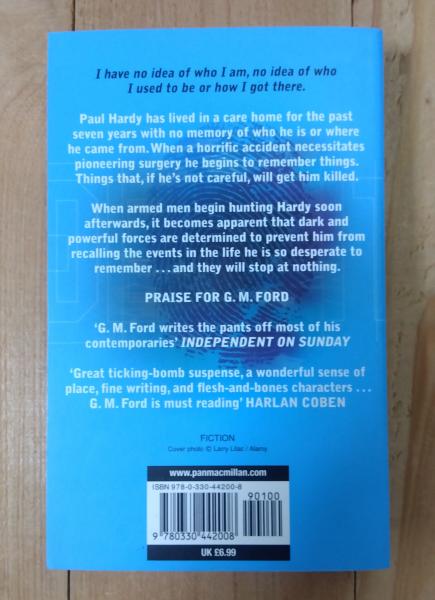 I have no idea of who I am, no idea of who
I used to be or how I got there.
Paul Hardy has lived in a care home for the past
seven years with no memory of who he is or where
he came from. When a horrific accident necessitates
pioneering surgery he begins to remember things.
Things that, if he's not careful, will get him killed.
When armed men begin hunting Hardy soon
afterwards, it becomes apparent that dark and
powerful forces are determined to prevent him from
recalling the events in the life he is so desperate to
remember ... and they will stop at nothing.
PRAISE FOR G. M. FORD
'G. M. Ford writes the pants off most of his
contemporaries' INDEPENDENT ON SUNDAY
'Great ticking-bomb suspense, a wonderful sense of
place, fine writing, and flesh-and-bones characters ...
G. M. Ford is must reading' HARLAN COBEN
FICTION
Cover photo © Larry Lilac / Alamy
www.panmacmillan.com
ISBN 978-0-330-44200-8
90100
9 780330 442008
UK £6.99